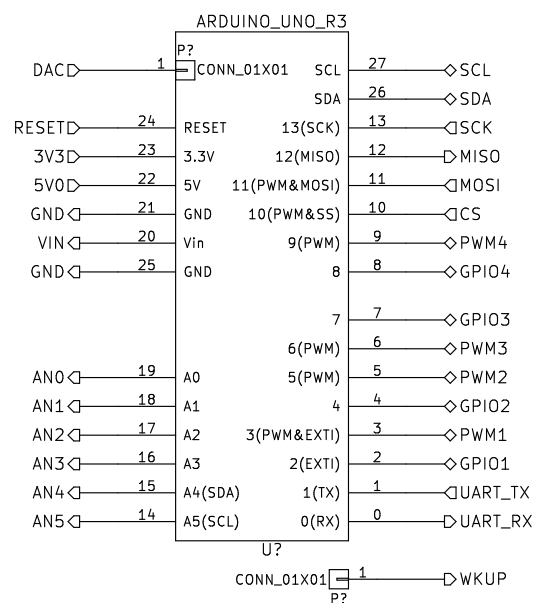 ARDUINO_UNO_R3
P?
DAC 1 CONN_01X01 SCL 27 SCL
SDA 26 SDA
RESET 24 RESET 13(SCK) 13 SCK
3V3 23 3.3V 12(MISO) 12 MISO
5V0 22 5V 11(PWM&MOSI) 11 MOSI
GND 21 GND 10(PWM&SS) 10 CS
VIN 20 Vin 9(PWM) 9 PWM4
GND 25 GND 8 8 GPIO4
7 7 GPIO3
6(PWM) 6 PWM3
AN0 19 A0 5(PWM) 5 PWM2
AN1 18 A1 4 4 GPIO2
AN2 17 A2 3(PWM&EXTI) 3 PWM1
AN3 16 A3 2(EXTI) 2 GPIO1
AN4 15 A4(SDA) 1(TX) 1 UART_TX
AN5 14 A5(SCL) 0(RX) 0 UART_RX
U?
CONN_01X01 1 WKUP
P?